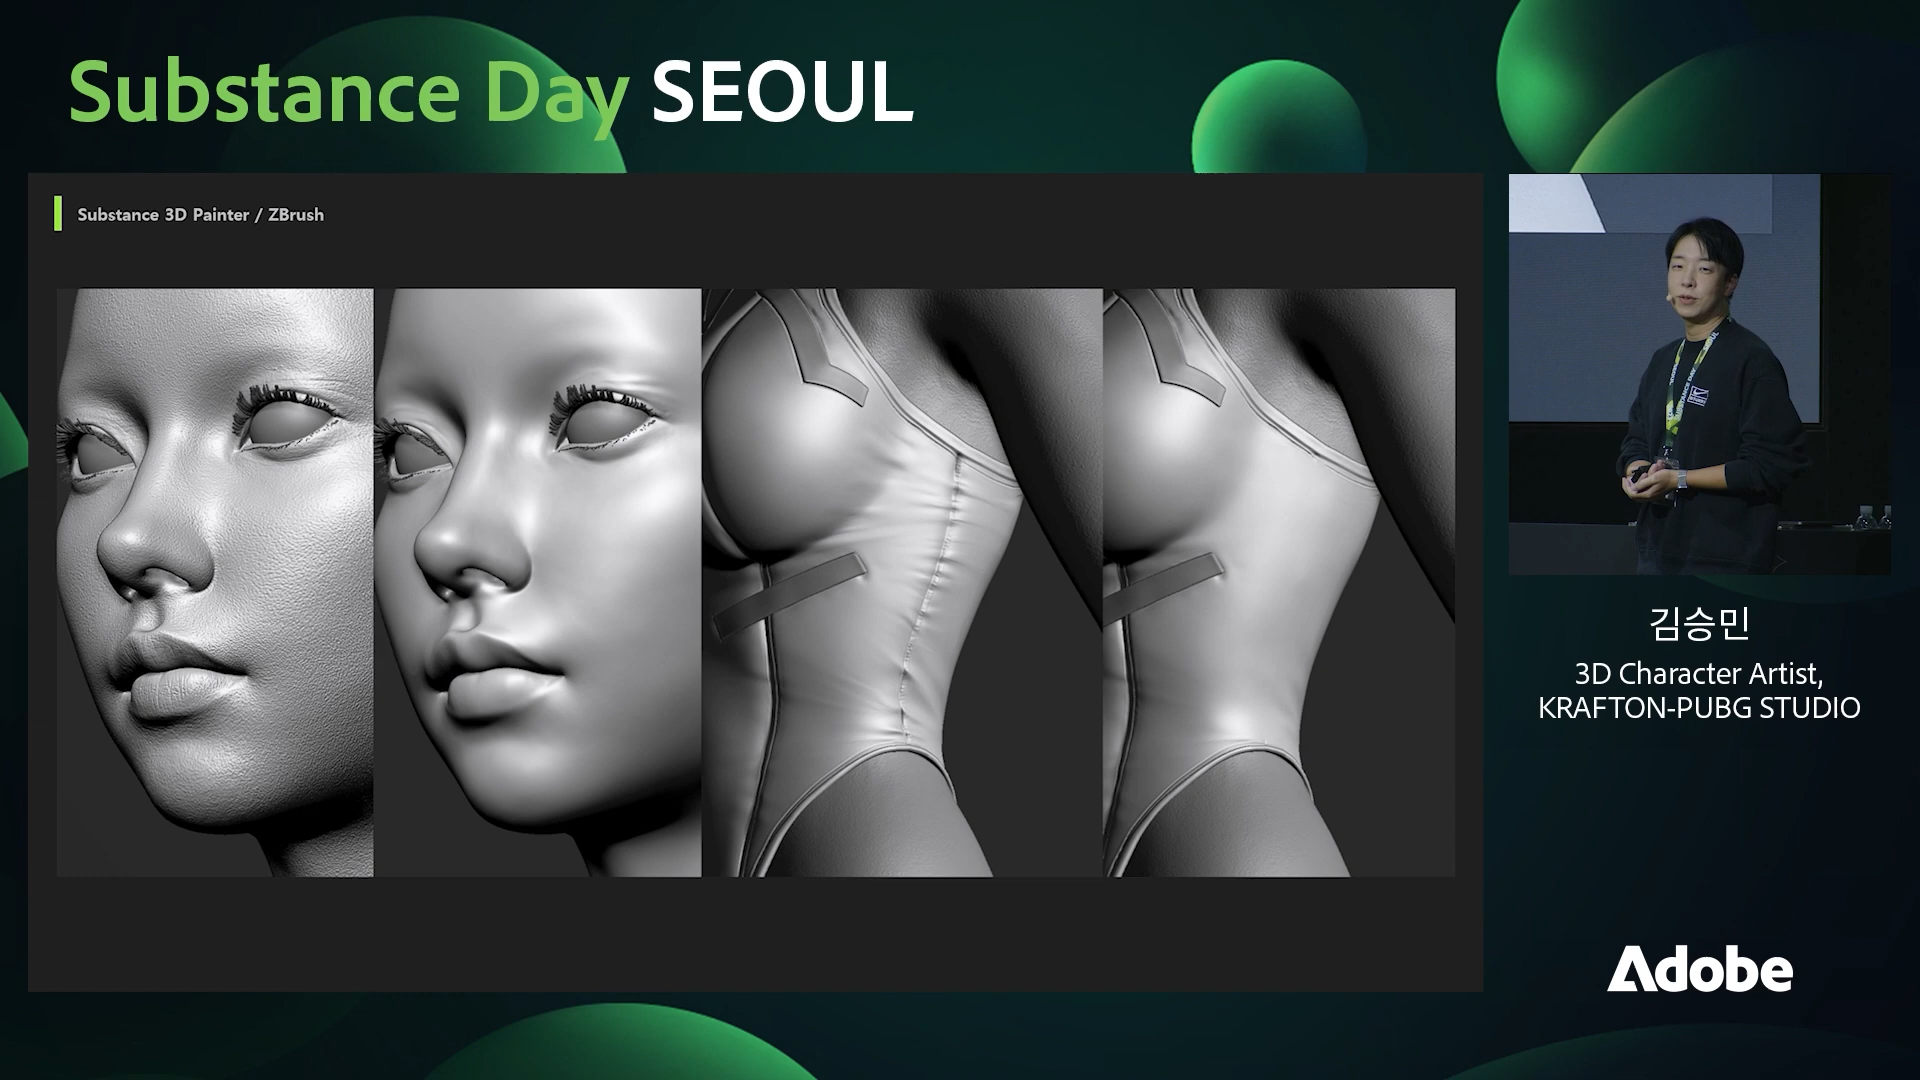 Substance Day SEOUL
Substance 3D Painter / ZBrush
김승민
3D Character Artist,
KRAFTON-PUBG STUDIO
Adobe